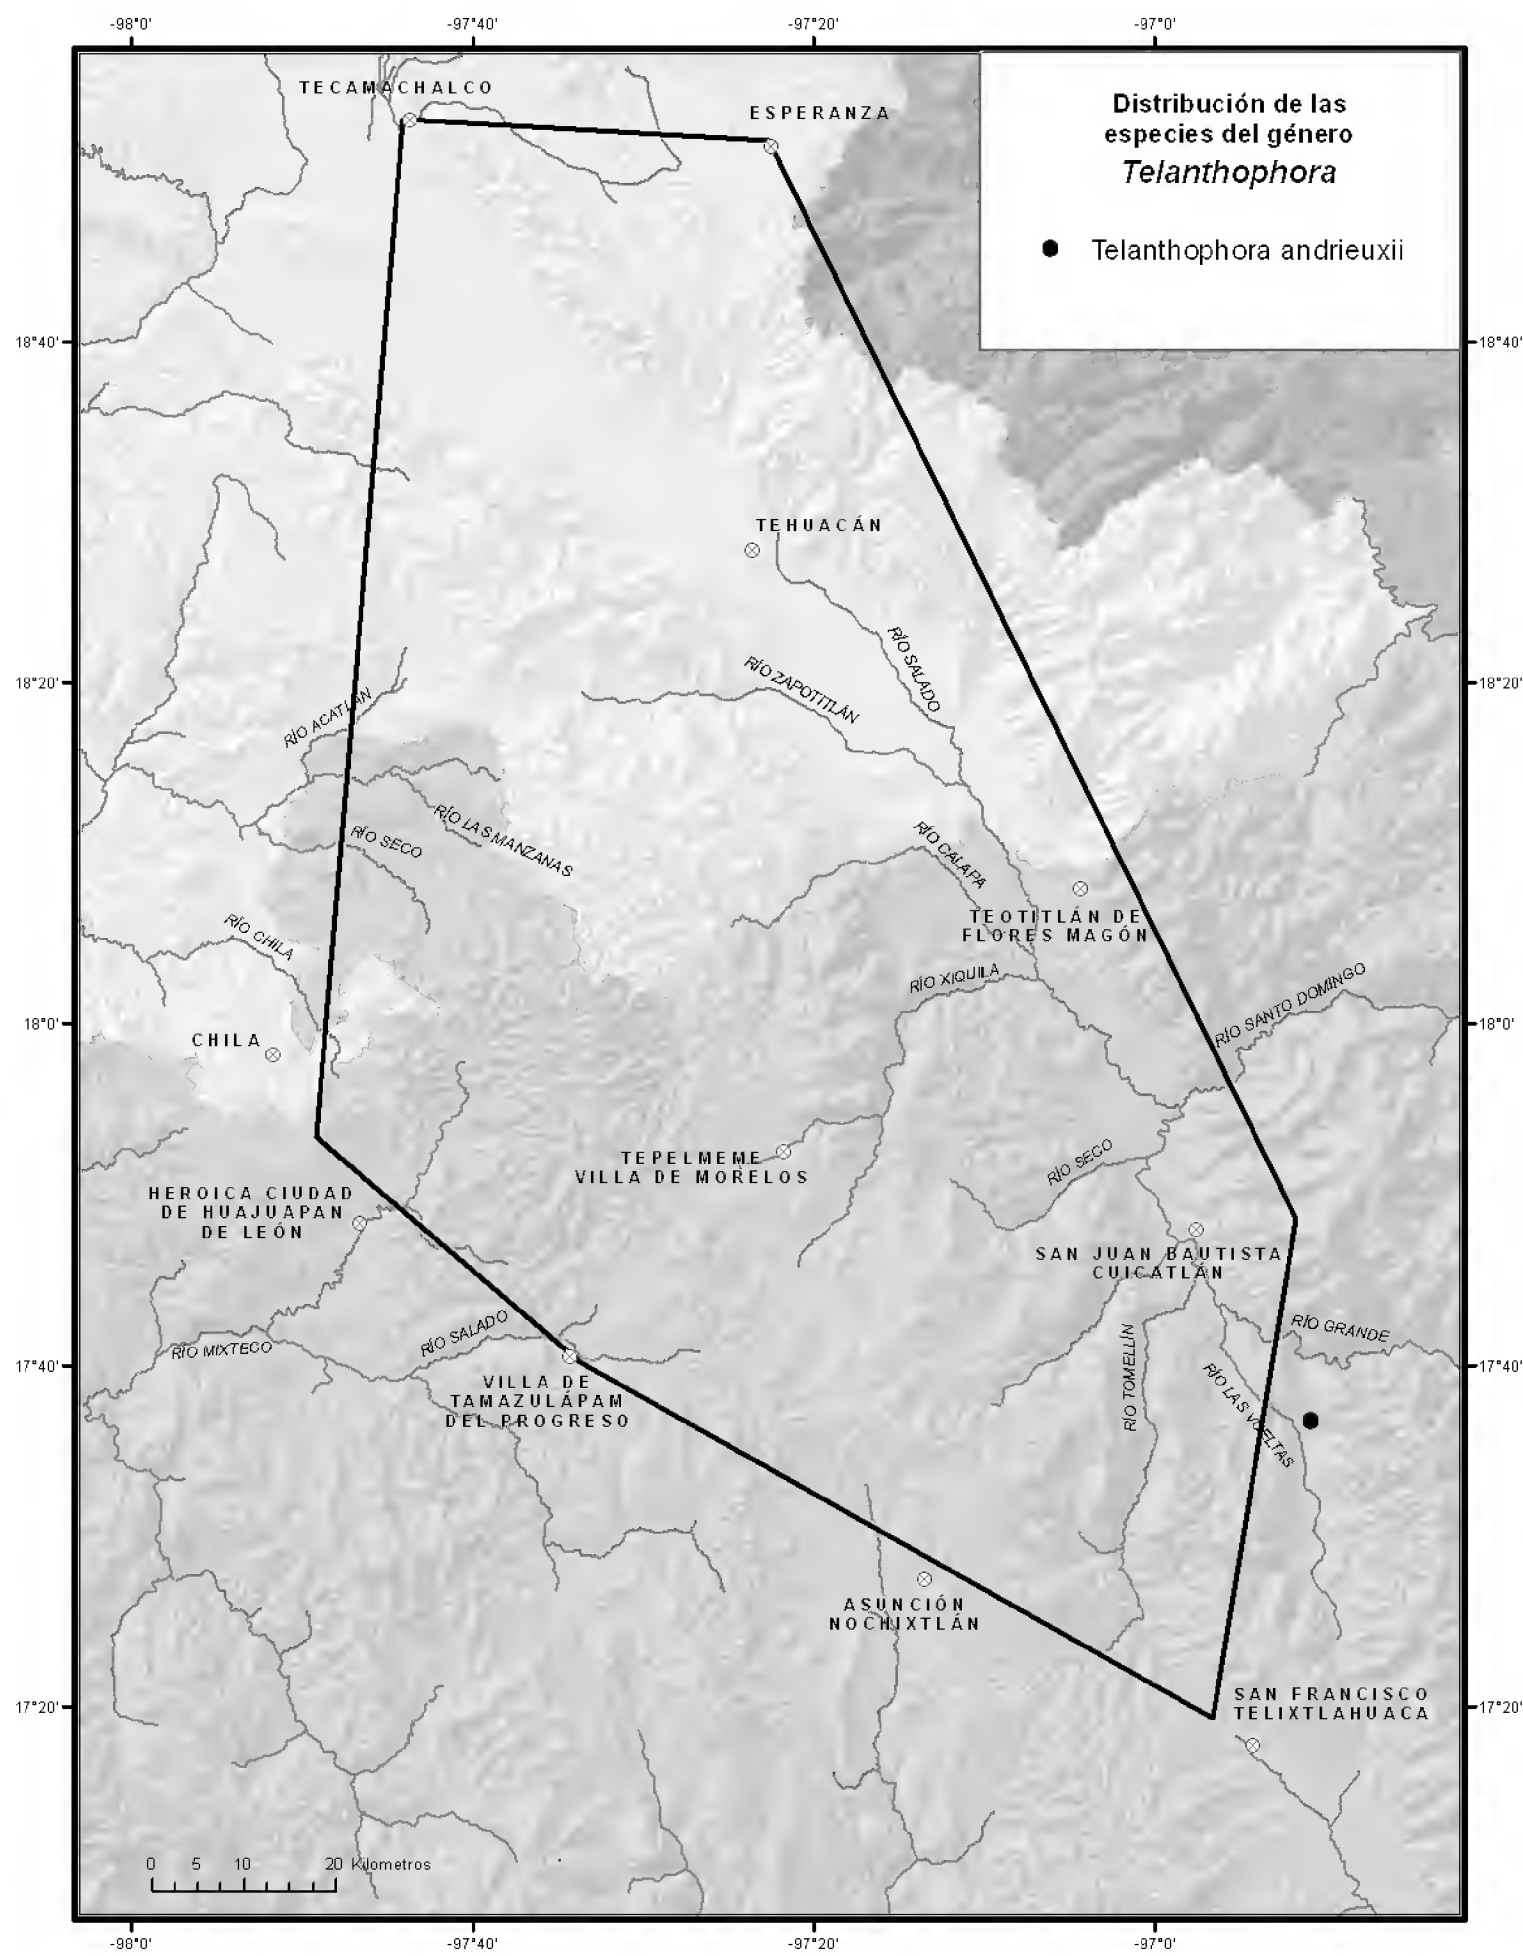 -98°0'
-97°40'
-97°20'
-97°0'
TECAMACHALCO
ESPERANZA
Distribución de las
especies del género
Telanthophora
Telanthophora andrieuxii
18°40'
18°40'
TEHUACÁN
RÍO SALADO
RÍO ZAPOTITLÁN
18°20'
18°20'
RÍO ACATLÁN
RÍO LAS MANZANAS
RÍO SECO
RÍO CALAPA
TEOTITLÁN DE
FLORES MAGÓN
RÍO CHILA
RÍO XIQUILA
RÍO SANTO DOMINGO
18°0'
18°0'
CHILA
TEPELMEME
VILLA DE MORELOS
RÍO SECO
HEROICA CIUDAD
DE HUAJUAPAN
DE LEÓN
SAN JUAN BAUTISTA
CUICATLÁN
RÍO GRANDE
RÍO SALADO
RÍO MIXTECO
RÍO TOMELLÍN
RÍO LAS VUELTAS
17°40'
17°40'
VILLA DE
TAMAZULÁPAM
DEL PROGRESO
ASUNCIÓN
NOCHIXTLÁN
SAN FRANCISCO
TELIXTLAHUACA
17°20'
17°20'
0 5 10 20 Kilometros
-98°0'
-97°40'
-97°20'
-97°0'